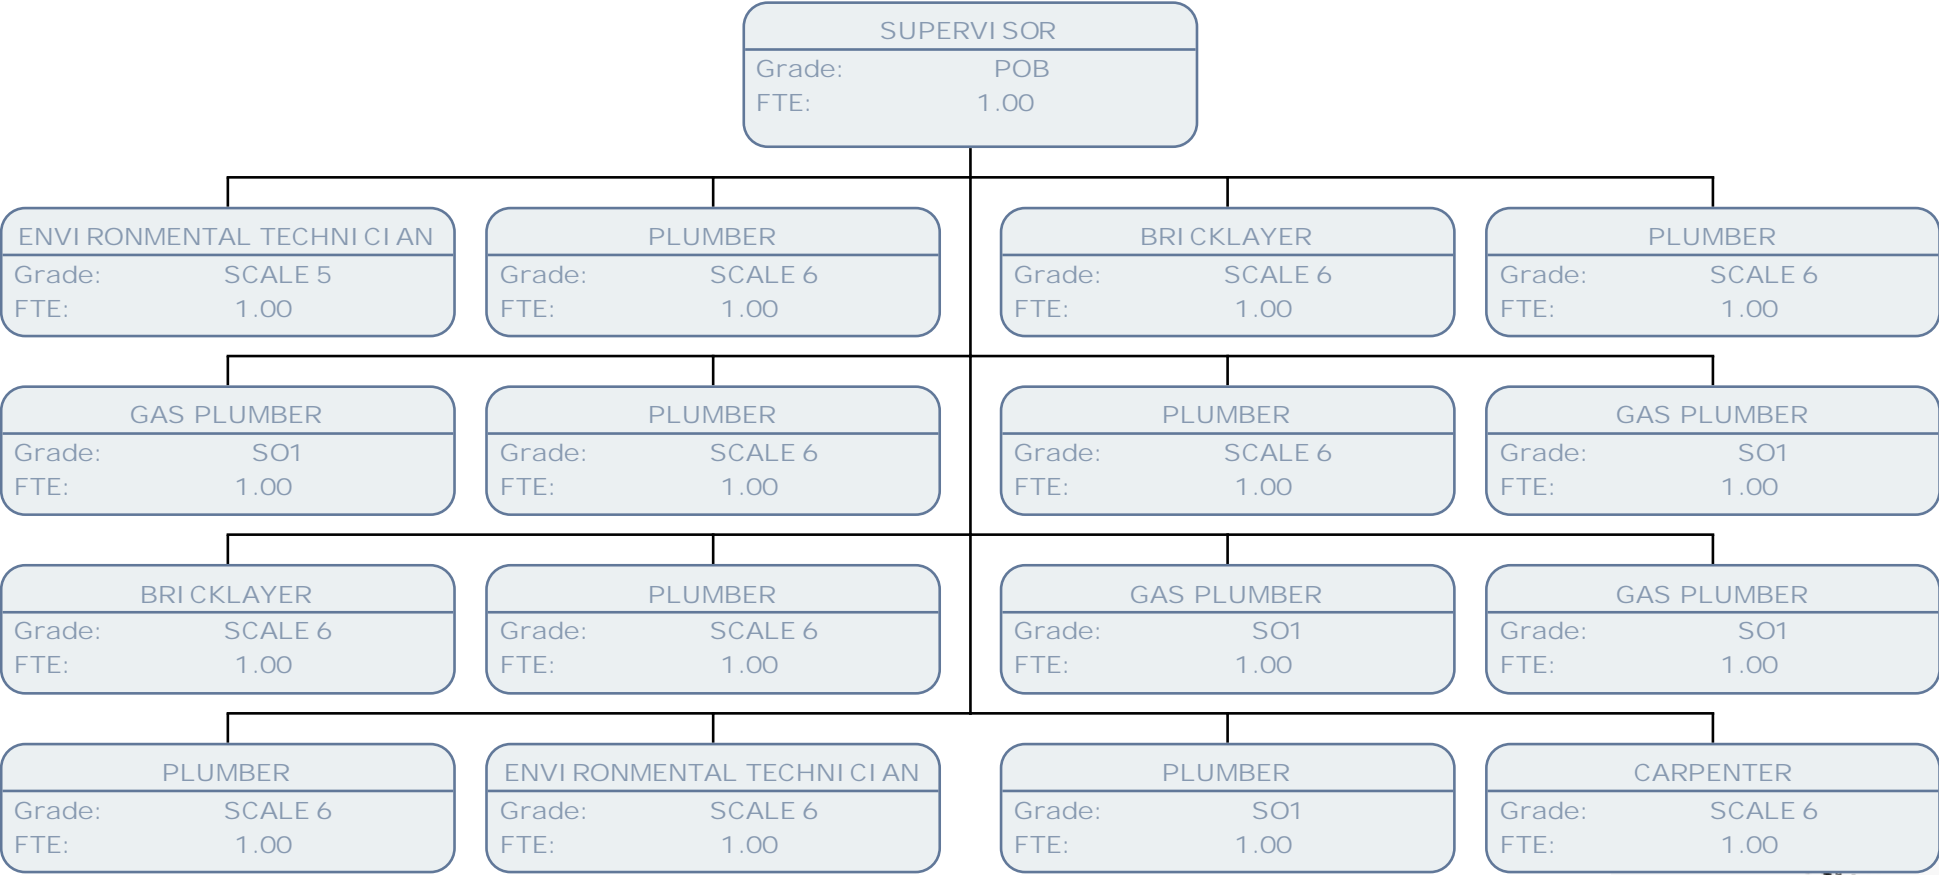 SUPERVISOR
Grade: POB
FTE: 1.00
ENVIRONMENTAL TECHNICIAN PLUMBER BRICKLAYER PLUMBER
Grade: SCALE 5 Grade: SCALE 6 Grade: SCALE 6 Grade: SCALE 6
FTE: 1.00 FTE: 1.00 FTE: 1.00 FTE: 1.00
GAS PLUMBER PLUMBER PLUMBER GAS PLUMBER
Grade: SO1 Grade: SCALE 6 Grade: SCALE 6 Grade: SO1
FTE: 1.00 FTE: 1.00 FTE: 1.00 FTE: 1.00
BRICKLAYER PLUMBER GAS PLUMBER GAS PLUMBER
Grade: SCALE 6 Grade: SCALE 6 Grade: SO1 Grade: SO1
FTE: 1.00 FTE: 1.00 FTE: 1.00 FTE: 1.00
PLUMBER ENVIRONMENTAL TECHNICIAN PLUMBER CARPENTER
Grade: SCALE 6 Grade: SCALE 6 Grade: SO1 Grade: SCALE 6
FTE: 1.00 FTE: 1.00 FTE: 1.00 FTE: 1.00